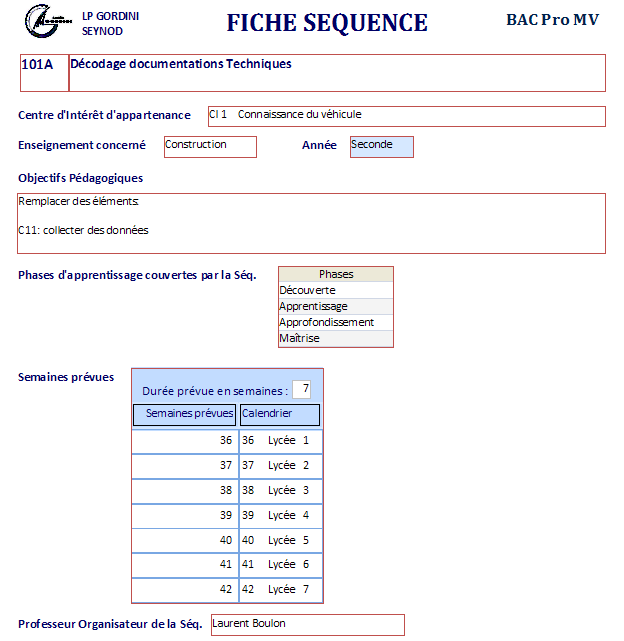 LP GORDINI
SEYNOD
FICHE SEQUENCE
BAC Pro MV
101A Décodage documentations Techniques
Centre d'Intérêt d'appartenance CI 1 Connaissance du véhicule
Enseignement concerné Construction Année Seconde
Objectifs Pédagogiques
Remplacer des éléments:
C11: collecter des données
Phases d'apprentissage couvertes par la Séq.
Phases
Découverte
Apprentissage
Approfondissement
Maîtrise
Semaines prévues
Durée prévue en semaines : 7
Semaines prévues Calendrier
36 36 Lycée 1
37 37 Lycée 2
38 38 Lycée 3
39 39 Lycée 4
40 40 Lycée 5
41 41 Lycée 6
42 42 Lycée 7
Professeur Organisateur de la Séq. Laurent Boulon